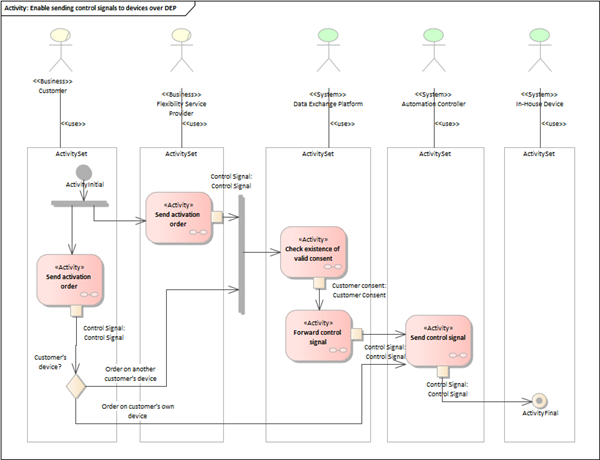 Activity: Enable sending control signals to devices over DEP
<<Business>>
Customer
<<Business>>
Flexibility Service
Provider
<<System>>
Data Exchange Platform
<<System>>
Automation Controller
<<System>>
In-House Device
<<use>>
<<use>>
<<use>>
<<use>>
<<use>>
ActivitySet
ActivitySet
ActivitySet
ActivitySet
ActivitySet
ActivityInitial
Control Signal:
Control Signal
«Activity»
Send activation
order
«Activity»
Check existence of
valid consent
«Activity»
Send activation
order
Customer consent:
Customer Consent
Control Signal:
Control Signal
«Activity»
Forward control
signal
«Activity»
Send control signal
Control Signal:
Control Signal
Customer's
device?
Order on another
customer's device
Control Signal:
Control Signal
Order on customer's own
device
ActivityFinal